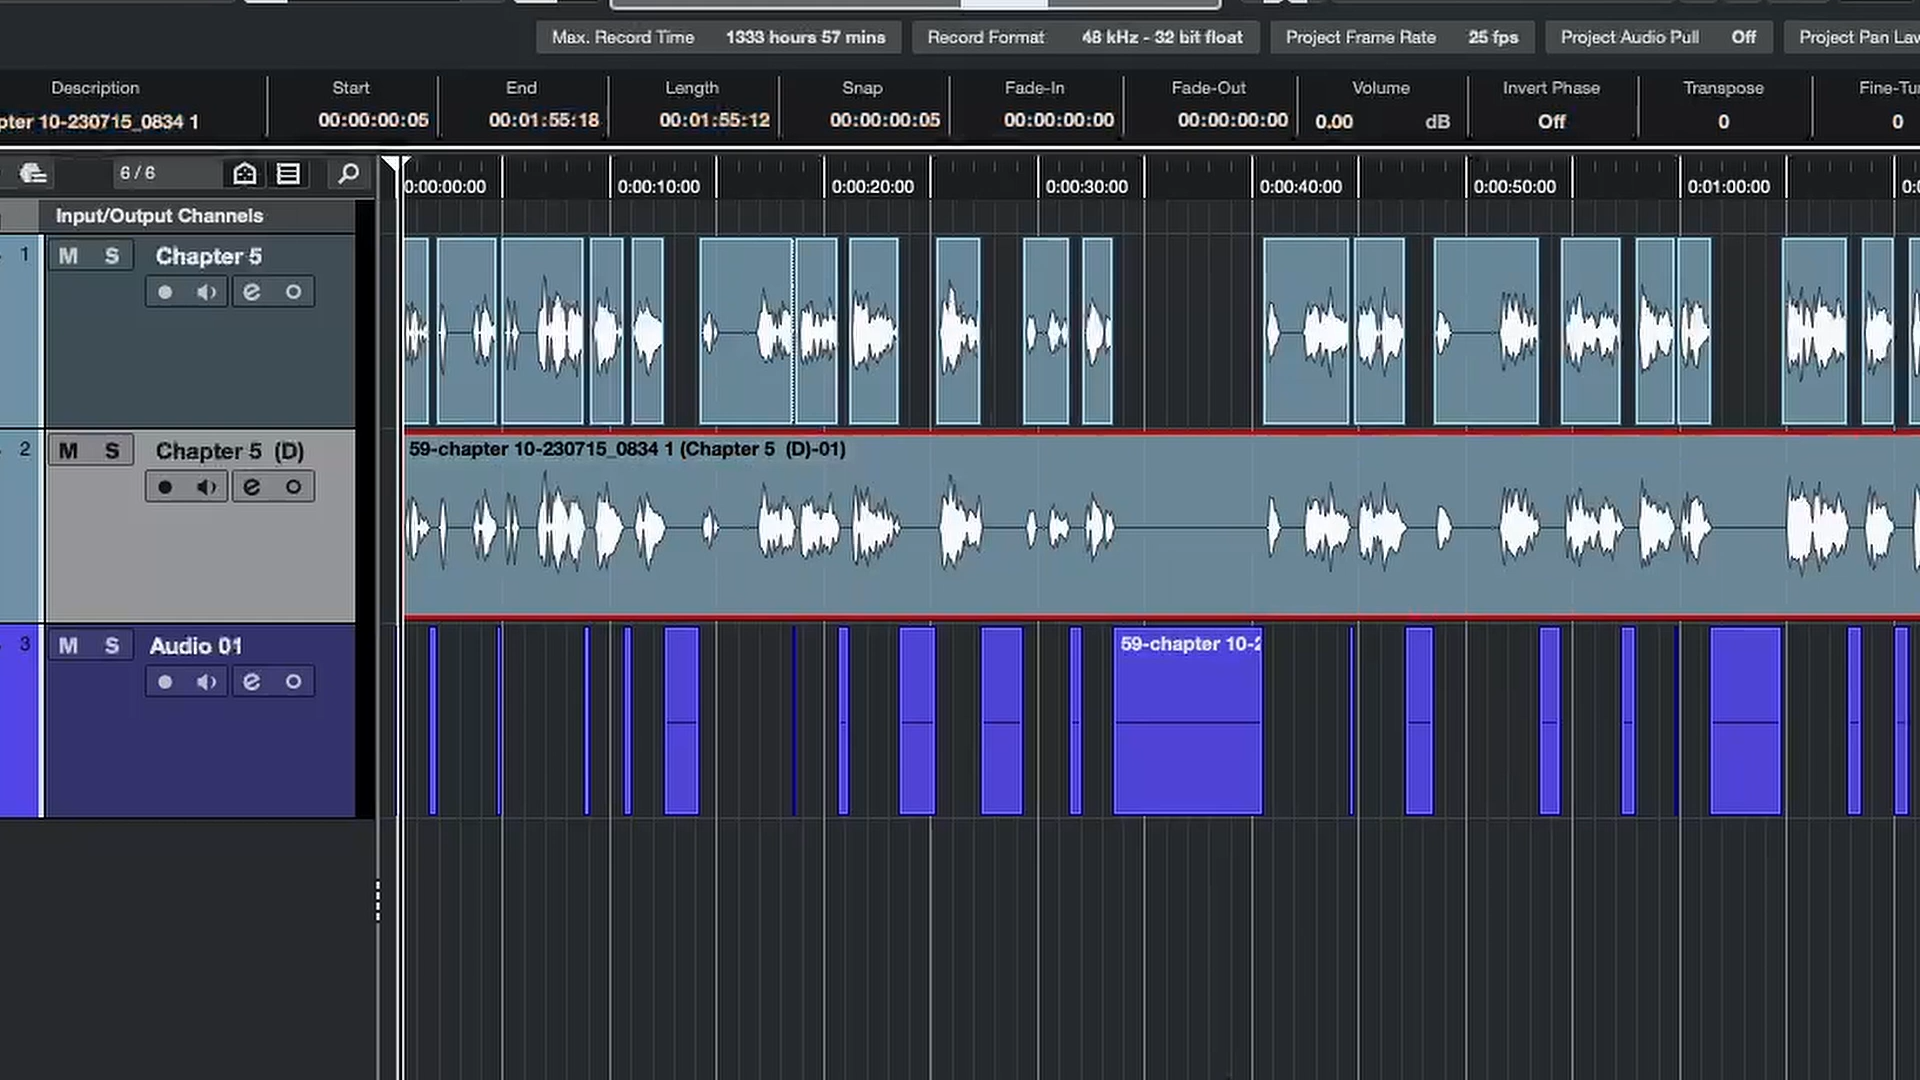 Max. Record Time 1333 hours 57 mins Record Format 48 kHz - 32 bit float Project Frame Rate 25 fps Project Audio Pull Off Project Pan Law
Description Start End Length Snap Fade-In Fade-Out Volume Invert Phase Transpose
pter 10-230715_0834 1 00:00:00:05 00:01:55:18 00:01:55:12 00:00:00:05 00:00:00:00 00:00:00:00 0.00 dB Off 0 0
6 / 6
0:00:00:00 0:00:10:00 0:00:20:00 0:00:30:00 0:00:40:00 0:00:50:00 0:01:00:00
Input/Output Channels
1 M S Chapter 5
e
2 M S Chapter 5 (D)
e
59-chapter 10-230715_0834 1 (Chapter 5 (D)-01)
3 M S Audio 01
e
59-chapter 10-2